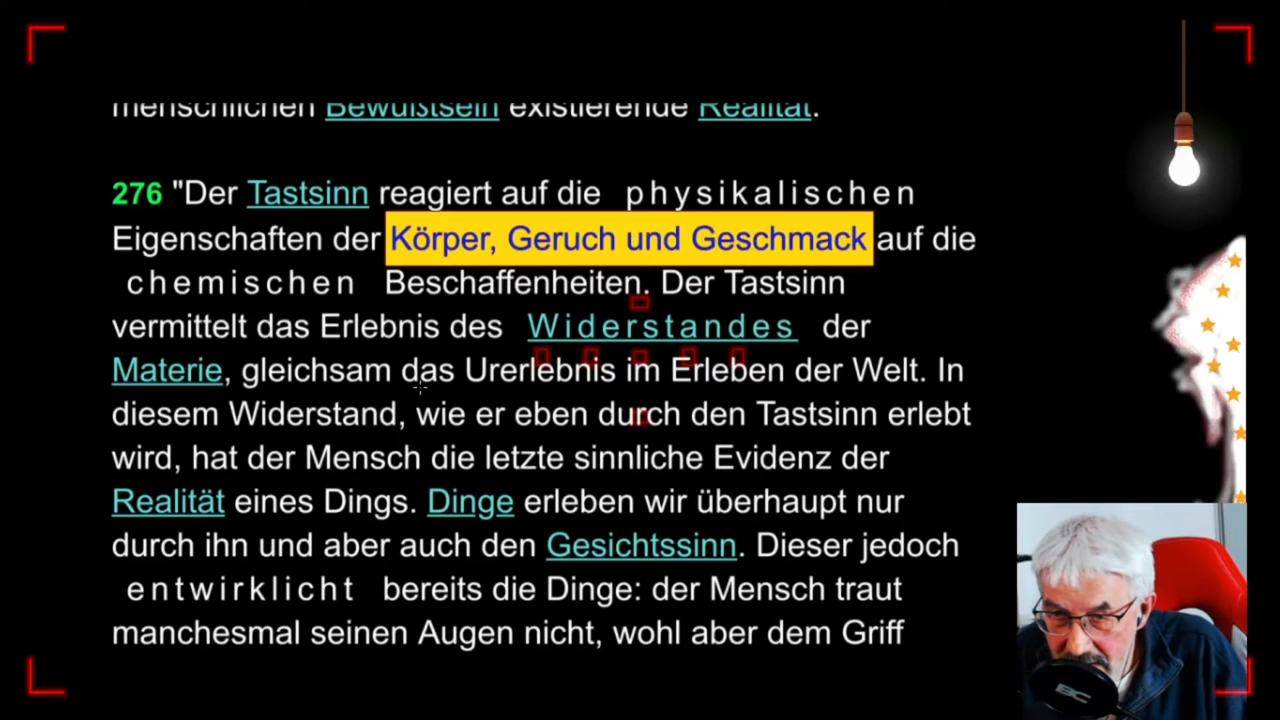 menschlichen Bewußtsein existierende Realität.
276 "Der Tastsinn reagiert auf die physikalischen
Eigenschaften der Körper, Geruch und Geschmack auf die
chemischen Beschaffenheiten. Der Tastsinn
vermittelt das Erlebnis des Widerstandes der
Materie, gleichsam das Urerlebnis im Erleben der Welt. In
diesem Widerstand, wie er eben durch den Tastsinn erlebt
wird, hat der Mensch die letzte sinnliche Evidenz der
Realität eines Dings. Dinge erleben wir überhaupt nur
durch ihn und aber auch den Gesichtssinn. Dieser jedoch
entwirklicht bereits die Dinge: der Mensch traut
manchesmal seinen Augen nicht, wohl aber dem Griff